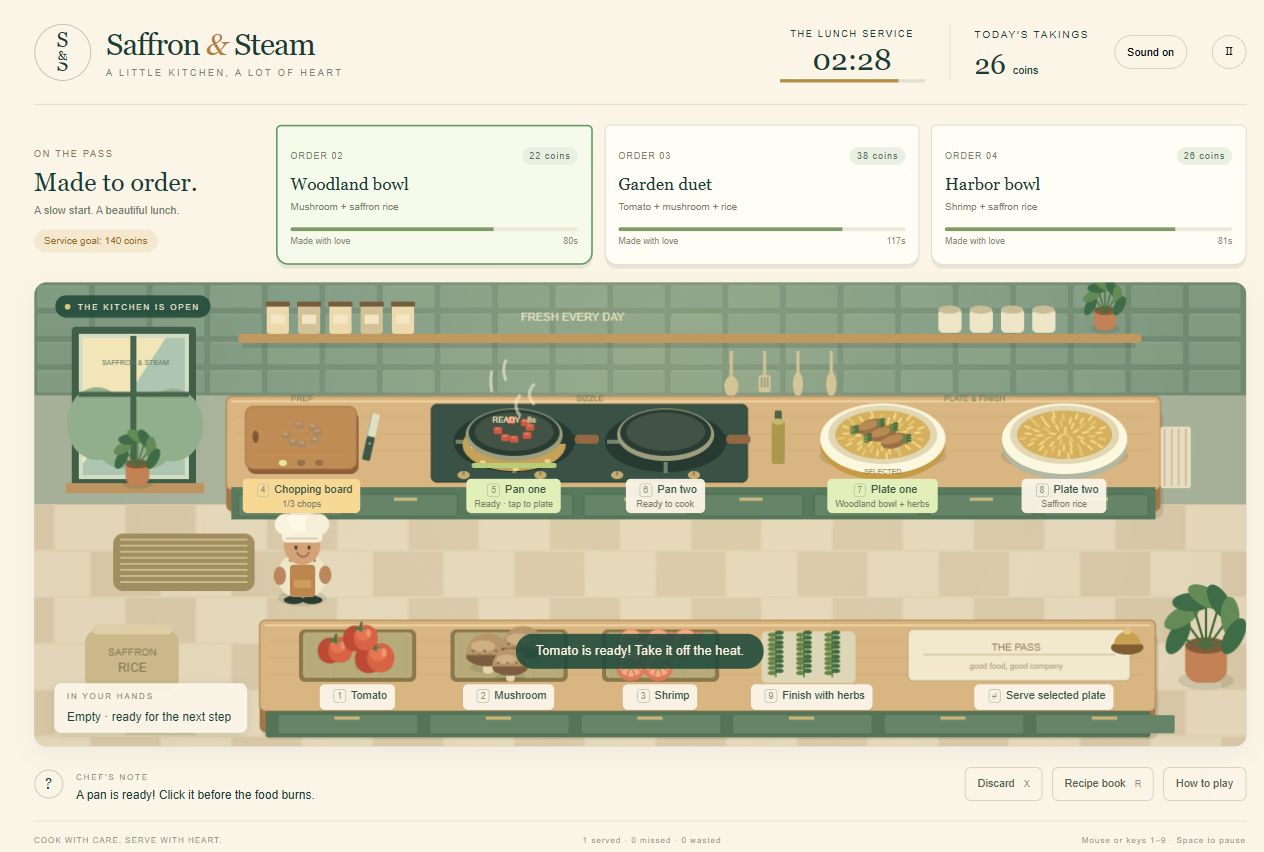 S
&
S
Saffron & Steam
A LITTLE KITCHEN, A LOT OF HEART
THE LUNCH SERVICE
02:28
TODAY'S TAKINGS
26 coins
Sound on
II
ON THE PASS
Made to order.
A slow start. A beautiful lunch.
Service goal: 140 coins
ORDER 02
22 coins
Woodland bowl
Mushroom + saffron rice
Made with love
80s
ORDER 03
38 coins
Garden duet
Tomato + mushroom + rice
Made with love
117s
ORDER 04
26 coins
Harbor bowl
Shrimp + saffron rice
Made with love
81s
THE KITCHEN IS OPEN
FRESH EVERY DAY
SAFFRON & STEAM
PREP
SIZZLE
PLATE & FINISH
READY · 8s
SELECTED
4 Chopping board
1/3 chops
5 Pan one
Ready · tap to plate
6 Pan two
Ready to cook
7 Plate one
Woodland bowl + herbs
8 Plate two
Saffron rice
SAFFRON
RICE
Tomato is ready! Take it off the heat.
THE PASS
good food, good company
1 Tomato
2 Mushroom
3 Shrimp
9 Finish with herbs
↵ Serve selected plate
IN YOUR HANDS
Empty · ready for the next step
?
CHEF'S NOTE
A pan is ready! Click it before the food burns.
Discard X
Recipe book R
How to play
COOK WITH CARE. SERVE WITH HEART.
1 served · 0 missed · 0 wasted
Mouse or keys 1–9 · Space to pause